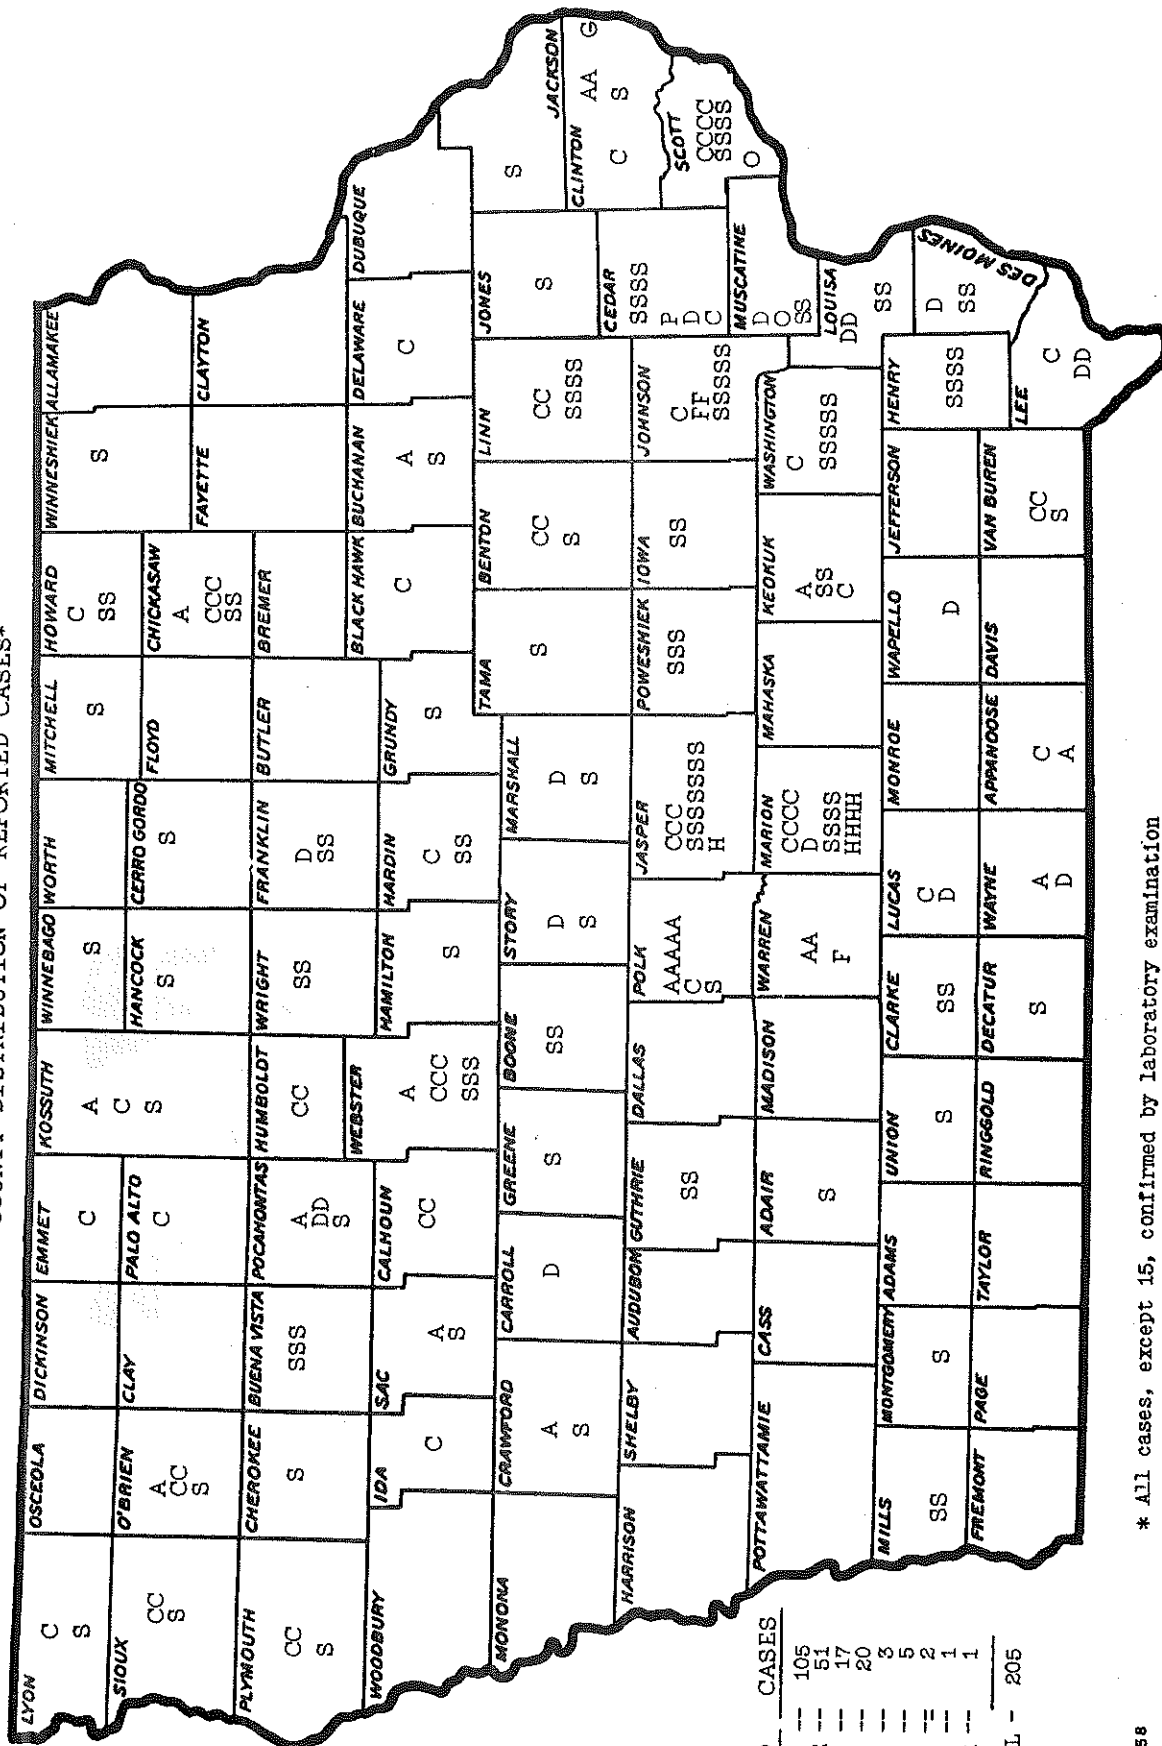 COUNTY DISTRIBUTION OF REPORTED CASES*
LYON
C
S
OSCEOLA
DICKINSON
EMMET
C
KOSSUTH
A
C
S
WINNEBAGO
S
WORTH
MITCHELL
S
HOWARD
C
SS
WINNESHIEK
S
ALLAMAKEE
SIOUX
CC
S
O'BRIEN
A
CC
S
CLAY
PALO ALTO
C
HANCOCK
S
CERRO GORDO
S
FLOYD
CHICKASAW
A
CCC
SS
FAYETTE
CLAYTON
PLYMOUTH
CC
S
CHEROKEE
S
BUENA VISTA
SSS
POCAHONTAS
A
DD
S
HUMBOLDT
CC
WRIGHT
SS
FRANKLIN
D
SS
BUTLER
BREMER
WOODBURY
IDA
C
SAC
A
S
CALHOUN
CC
WEBSTER
A
CCC
SSS
HAMILTON
S
HARDIN
C
SS
GRUNDY
S
BLACK HAWK
C
BUCHANAN
A
S
DELAWARE
C
DUBUQUE
MONONA
CRAWFORD
A
S
CARROLL
D
GREENE
S
BOONE
SS
STORY
D
S
MARSHALL
D
S
TAMA
S
BENTON
CC
S
LINN
CC
SSSS
JONES
S
JACKSON
S
HARRISON
SHELBY
AUDUBON
GUTHRIE
SS
DALLAS
POLK
AAAAA
C
S
JASPER
CCC
SSSSSSS
H
POWESHIEK
SSS
IOWA
SS
JOHNSON
C
FF
SSSSS
CEDAR
SSSS
P
D
C
CLINTON
C
AA
S
G
SCOTT
CCCC
SSSS
O
POTTAWATTAMIE
CASS
ADAIR
S
MADISON
WARREN
AA
F
MARION
CCCC
D
SSSS
HHHH
MAHASKA
KEOKUK
A
SS
C
WASHINGTON
C
SSSSS
MUSCATINE
D
O
SS
LOUISA
DD
SS
MILLS
SS
MONTGOMERY
S
ADAMS
UNION
S
CLARKE
SS
LUCAS
C
D
MONROE
WAPELLO
D
JEFFERSON
HENRY
SSSS
DES MOINES
D
SS
FREMONT
PAGE
TAYLOR
RINGGOLD
DECATUR
S
WAYNE
A
D
APPANOOSE
C
A
DAVIS
VAN BUREN
CC
S
LEE
C
DD
CASES
-- 105
-- 51
-- 17
-- 20
-- 3
-- 5
-- 2
-- 1
-- 1
L - 205
* All cases, except 15, confirmed by laboratory examination
58